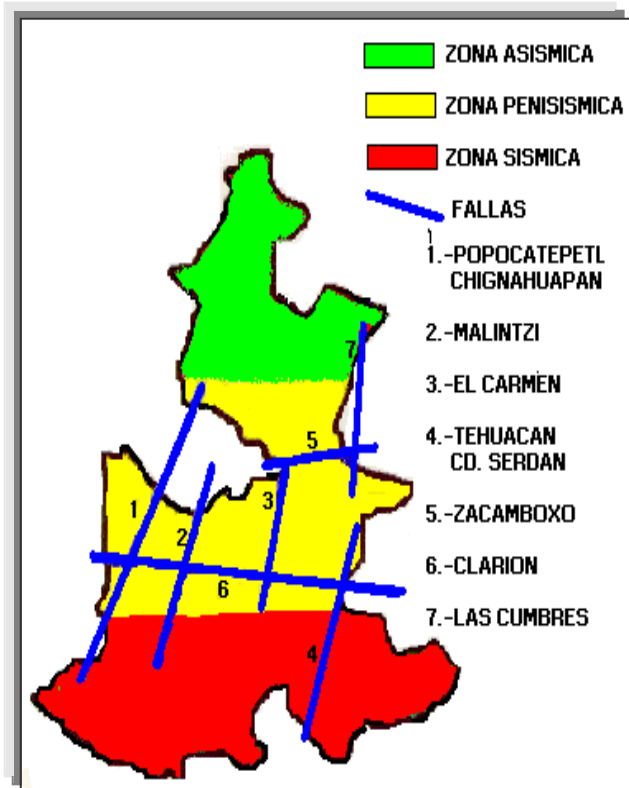 ZONA ASISMICA
ZONA PENISISMICA
ZONA SISMICA
FALLAS
1.-POPOCATEPETL
CHIGNAHUAPAN
2.-MALINTZI
3.-EL CARMEN
4.-TEHUACAN
CD. SERDAN
5.-ZACAMBOXO
6.-CLARION
7.-LAS CUMBRES
7
5
3
1
2
6
4